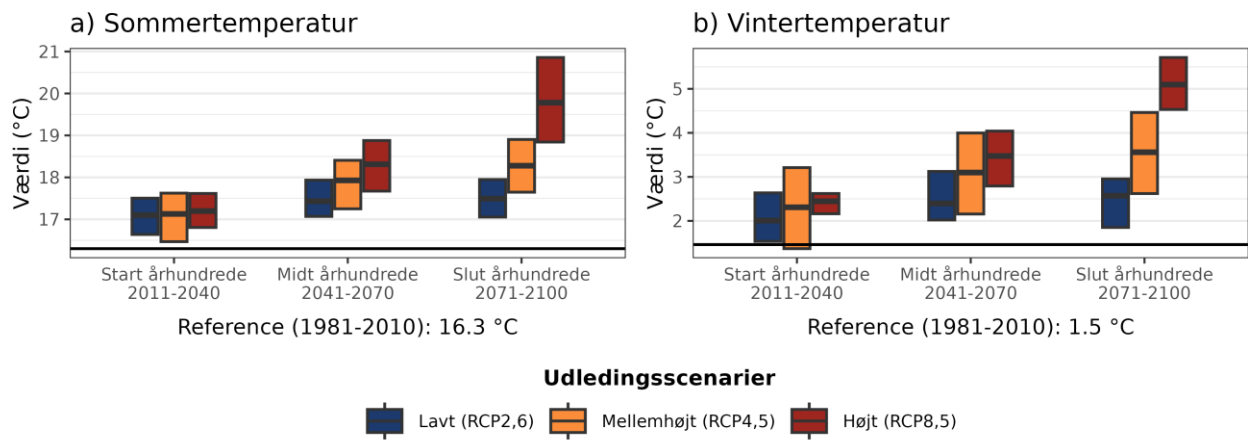 a) Sommertemperatur
Værdi (°C)
21
20
19
18
17
Start århundrede
2011-2040
Midt århundrede
2041-2070
Slut århundrede
2071-2100
Reference (1981-2010): 16.3 °C
b) Vintertemperatur
Værdi (°C)
5
4
3
2
Start århundrede
2011-2040
Midt århundrede
2041-2070
Slut århundrede
2071-2100
Reference (1981-2010): 1.5 °C
Udledingsscenarier
Lavt (RCP2,6)
Mellemhøjt (RCP4,5)
Højt (RCP8,5)